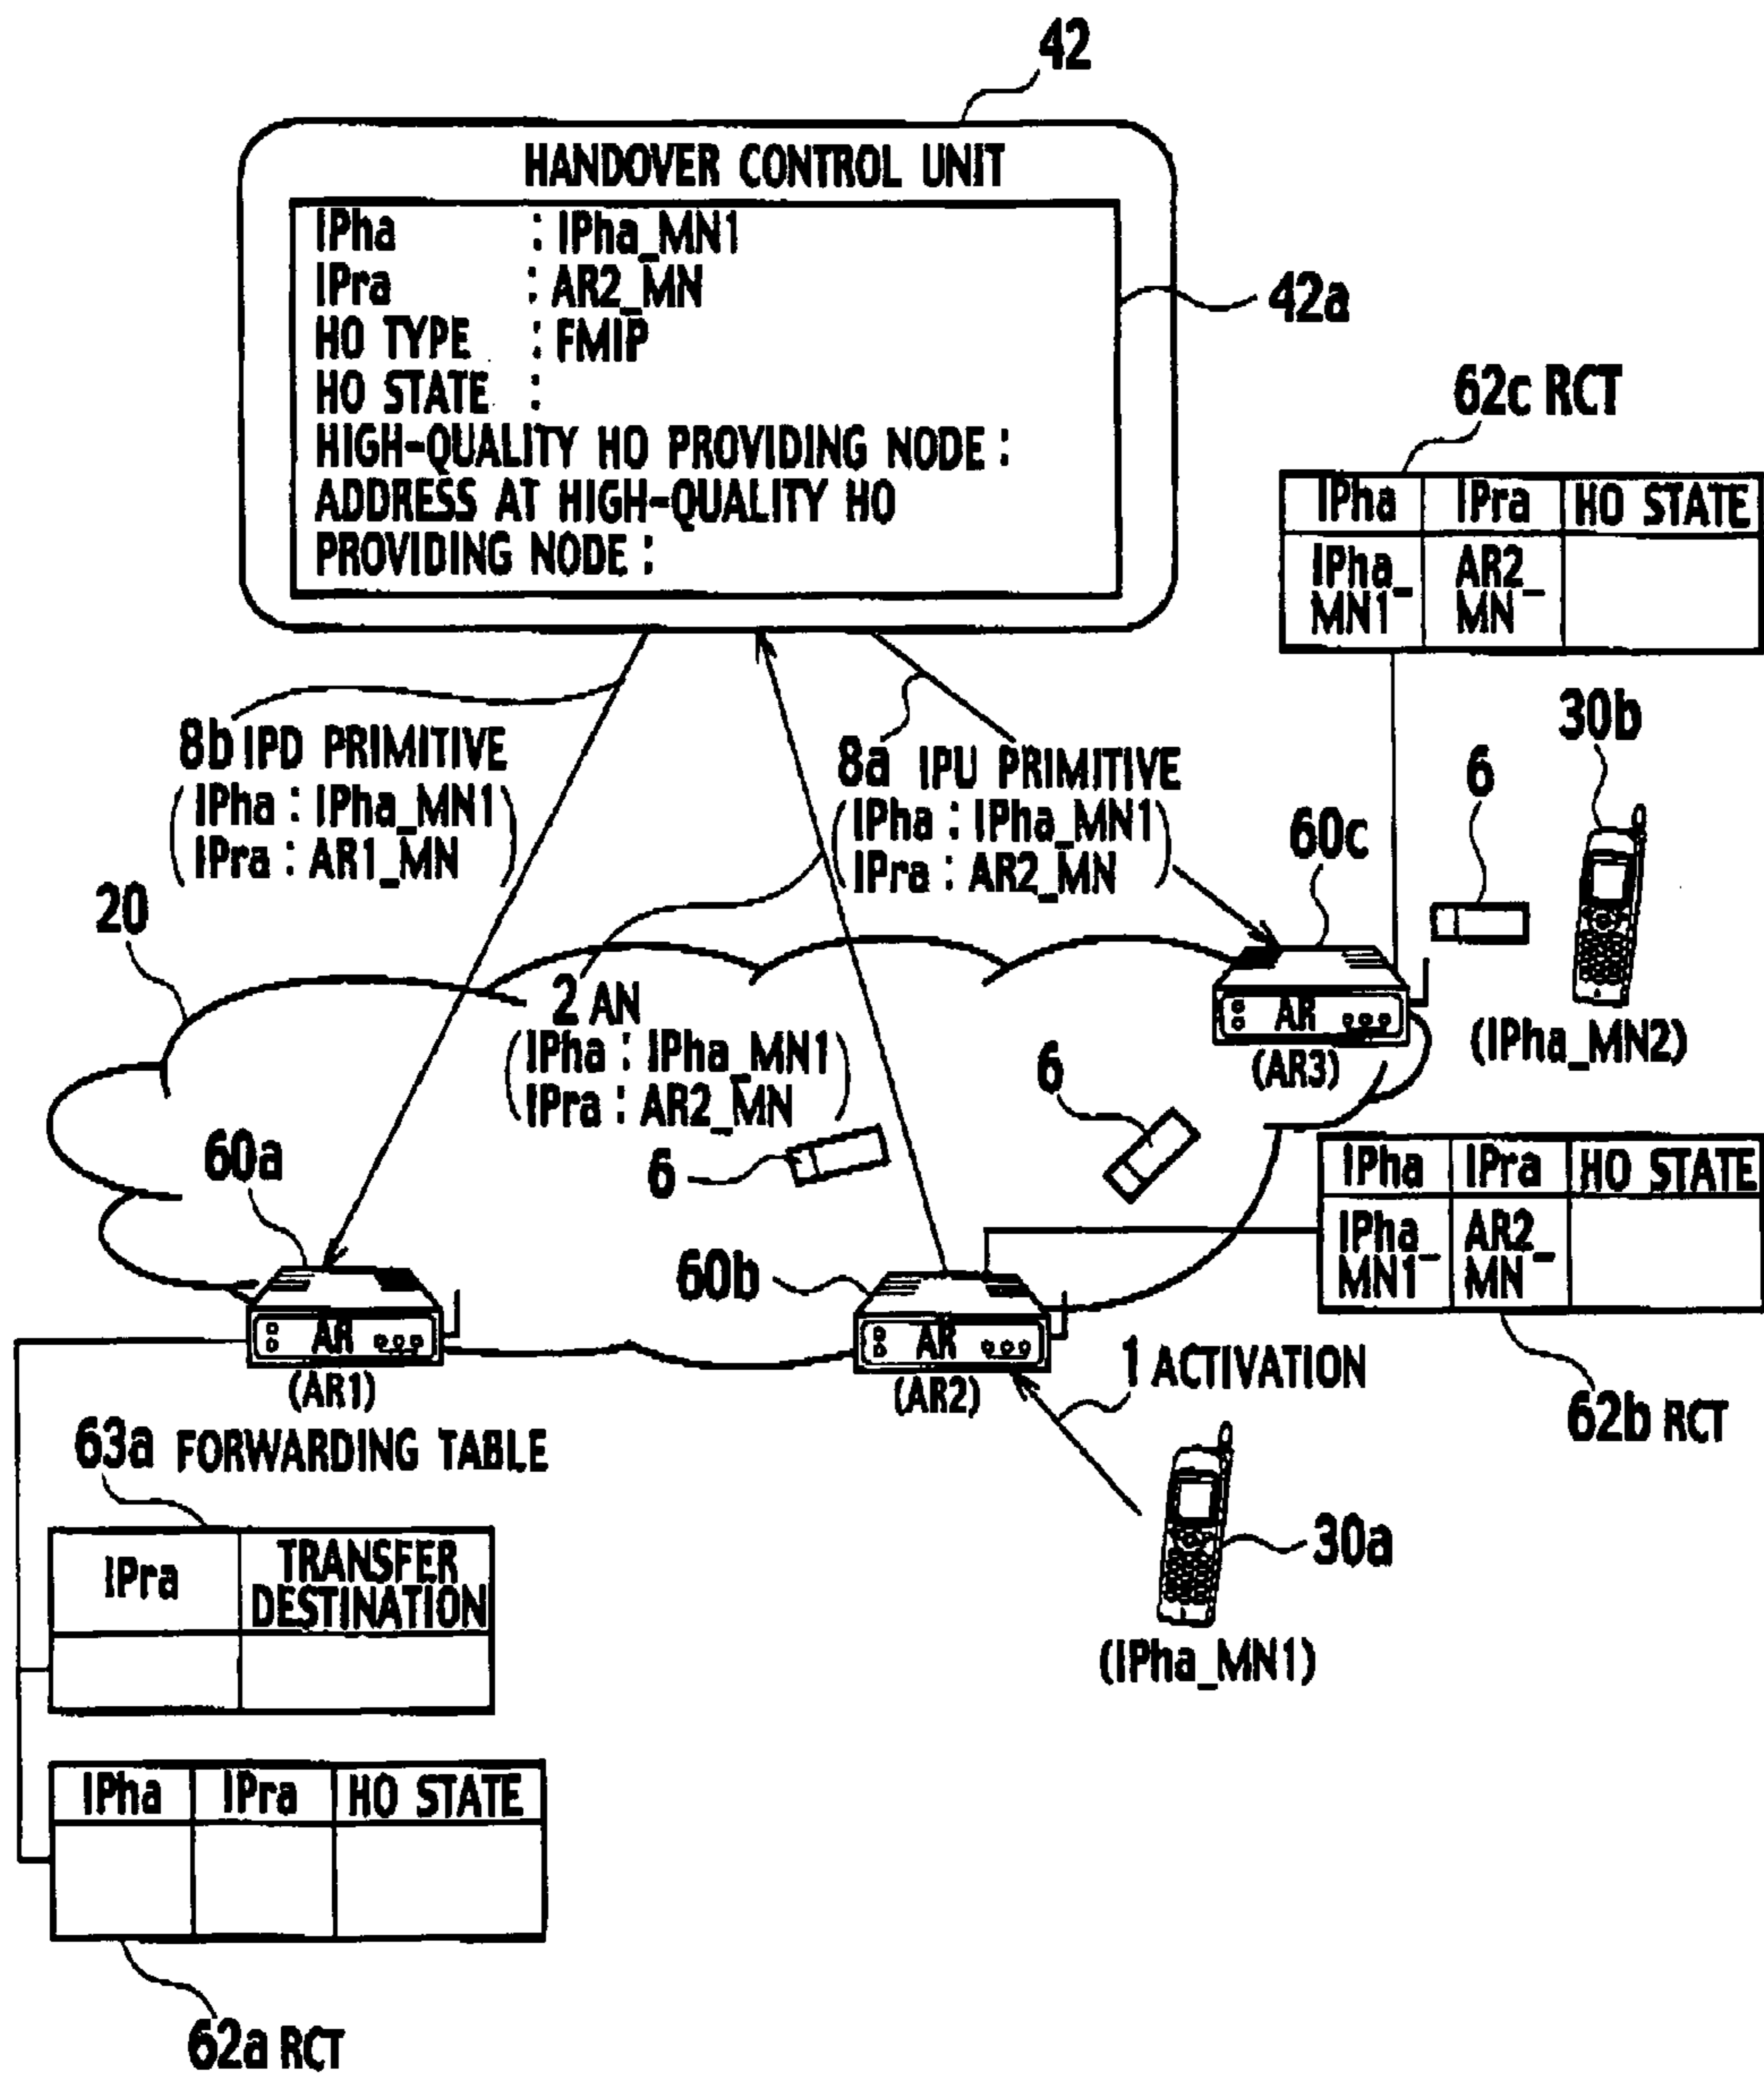 42
HANDOVER CONTROL UNIT
IPha : IPha_MN1
IPra : AR2_MN
HO TYPE : FMIP
HO STATE :
HIGH-QUALITY HO PROVIDING NODE :
ADDRESS AT HIGH-QUALITY HO
PROVIDING NODE :
42a
62c RCT
IPha IPra HO STATE
IPha_ AR2_
MN1 MN
8b IPD PRIMITIVE
(IPha : IPha_MN1
IPra : AR1_MN)
8a IPU PRIMITIVE
(IPha : IPha_MN1
IPra : AR2_MN)
30b
6
60c
20
2 AN
(IPha : IPha_MN1
IPra : AR2_MN)
AR
(AR3)
(IPha_MN2)
6
6
60a
IPha IPra HO STATE
IPha_ AR2_
MN1 MN
60b
AR
(AR1)
AR
(AR2)
1 ACTIVATION
62b RCT
63a FORWARDING TABLE
IPra TRANSFER
DESTINATION
30a
(IPha_MN1)
IPha IPra HO STATE
62a RCT